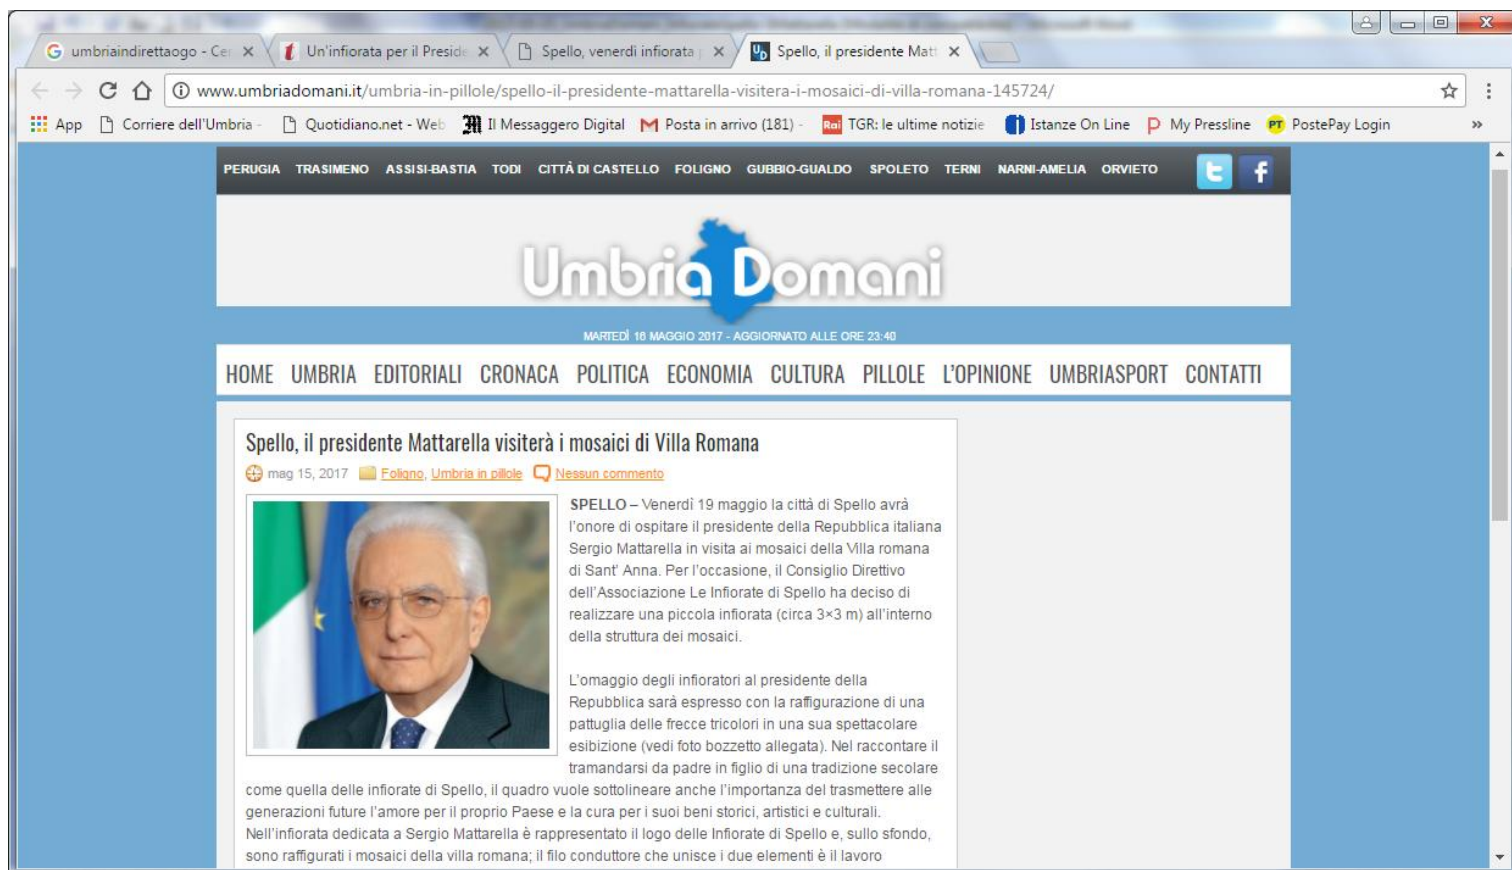 umbriaindirettaogo - Ce
Un'infiorata per il Preside
Spello, venerdì infiorata
Spello, il presidente Mat
www.umbriadomani.it/umbria-in-pillole/spello-il-presidente-mattarella-visitera-i-mosaici-di-villa-romana-145724/
App Corriere dell'Umbria - Quotidiano.net - Web Il Messaggero Digital Posta in arrivo (181) - Rai TGR: le ultime notizie Istanze On Line My Pressline PT PostePay Login »
PERUGIA TRASIMENO ASSISI-BASTIA TODI CITTÀ DI CASTELLO FOLIGNO GUBBIO-GUALDO SPOLETO TERNI NARNI-AMELIA ORVIETO
Umbria Domani
MARTEDÌ 16 MAGGIO 2017 - AGGIORNATO ALLE ORE 23:40
HOME UMBRIA EDITORIALI CRONACA POLITICA ECONOMIA CULTURA PILLOLE L'OPINIONE UMBRIASPORT CONTATTI
Spello, il presidente Mattarella visiterà i mosaici di Villa Romana
mag 15, 2017 Foligno, Umbria in pillole Nessun commento
SPELLO – Venerdì 19 maggio la città di Spello avrà
l'onore di ospitare il presidente della Repubblica italiana
Sergio Mattarella in visita ai mosaici della Villa romana
di Sant' Anna. Per l'occasione, il Consiglio Direttivo
dell'Associazione Le Infiorate di Spello ha deciso di
realizzare una piccola infiorata (circa 3×3 m) all'interno
della struttura dei mosaici.
L'omaggio degli infioratori al presidente della
Repubblica sarà espresso con la raffigurazione di una
pattuglia delle frecce tricolori in una sua spettacolare
esibizione (vedi foto bozzetto allegata). Nel raccontare il
tramandarsi da padre in figlio di una tradizione secolare
come quella delle infiorate di Spello, il quadro vuole sottolineare anche l'importanza del trasmettere alle
generazioni future l'amore per il proprio Paese e la cura per i suoi beni storici, artistici e culturali.
Nell'infiorata dedicata a Sergio Mattarella è rappresentato il logo delle Infiorate di Spello e, sullo sfondo,
sono raffigurati i mosaici della villa romana; il filo conduttore che unisce i due elementi è il lavoro